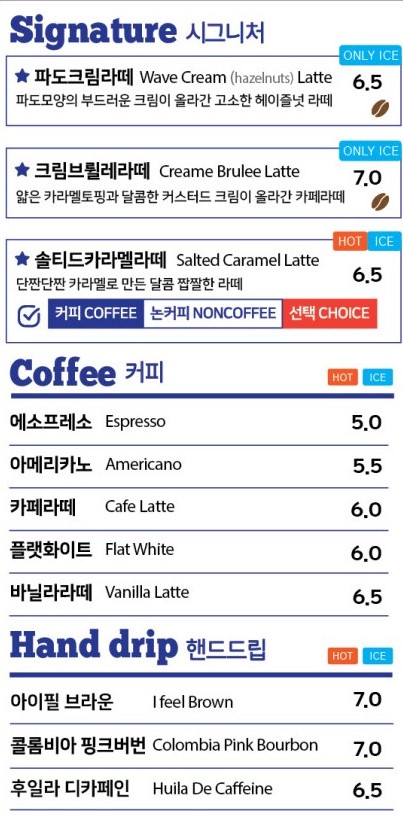 Signature 시그니처
ONLY ICE
파도크림라떼 Wave Cream (hazelnuts) Latte 6.5
파도모양의 부드러운 크림이 올라간 고소한 헤이즐넛 라떼
ONLY ICE
크림브륄레라떼 Creame Brulee Latte 7.0
얇은 카라멜토핑과 달콤한 커스터드 크림이 올라간 카페라떼
HOT ICE
솔티드카라멜라떼 Salted Caramel Latte 6.5
단짠단짠 카라멜로 만든 달콤 짭짤한 라떼
커피 COFFEE 논커피 NONCOFFEE 선택 CHOICE
Coffee 커피 HOT ICE
에소프레소 Espresso 5.0
아메리카노 Americano 5.5
카페라떼 Cafe Latte 6.0
플랫화이트 Flat White 6.0
바닐라라떼 Vanilla Latte 6.5
Hand drip 핸드드립 HOT ICE
아이필 브라운 I feel Brown 7.0
콜롬비아 핑크버번 Colombia Pink Bourbon 7.0
후일라 디카페인 Huila De Caffeine 6.5